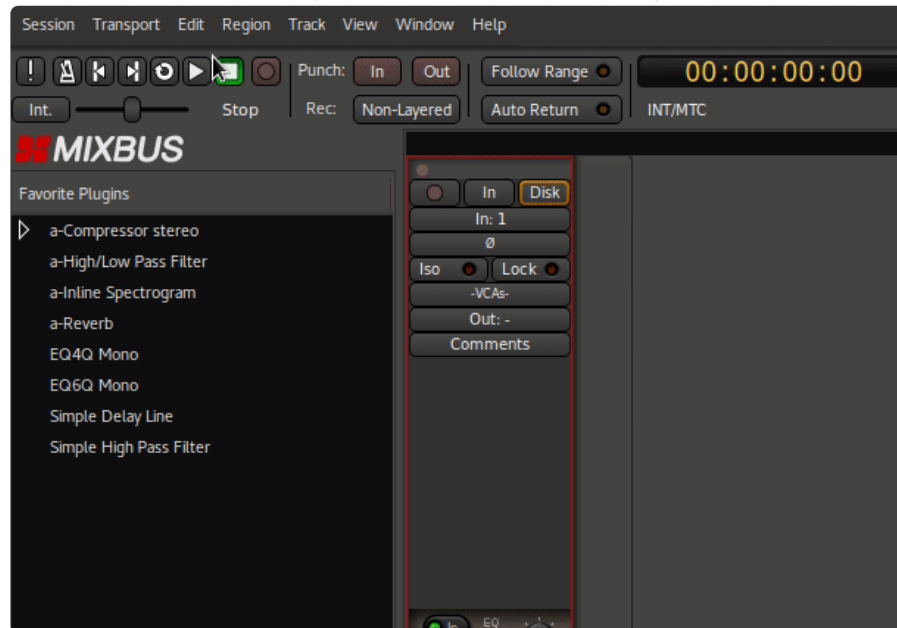 Session Transport Edit Region Track View Window Help
! Punch: In Out Follow Range 00:00:00:00
Int. Stop Rec: Non-Layered Auto Return INT/MTC
MIXBUS
Favorite Plugins
a-Compressor stereo
a-High/Low Pass Filter
a-Inline Spectrogram
a-Reverb
EQ4Q Mono
EQ6Q Mono
Simple Delay Line
Simple High Pass Filter
In Disk
In: 1
Ø
Iso Lock
-VCAs-
Out: -
Comments
In EQ